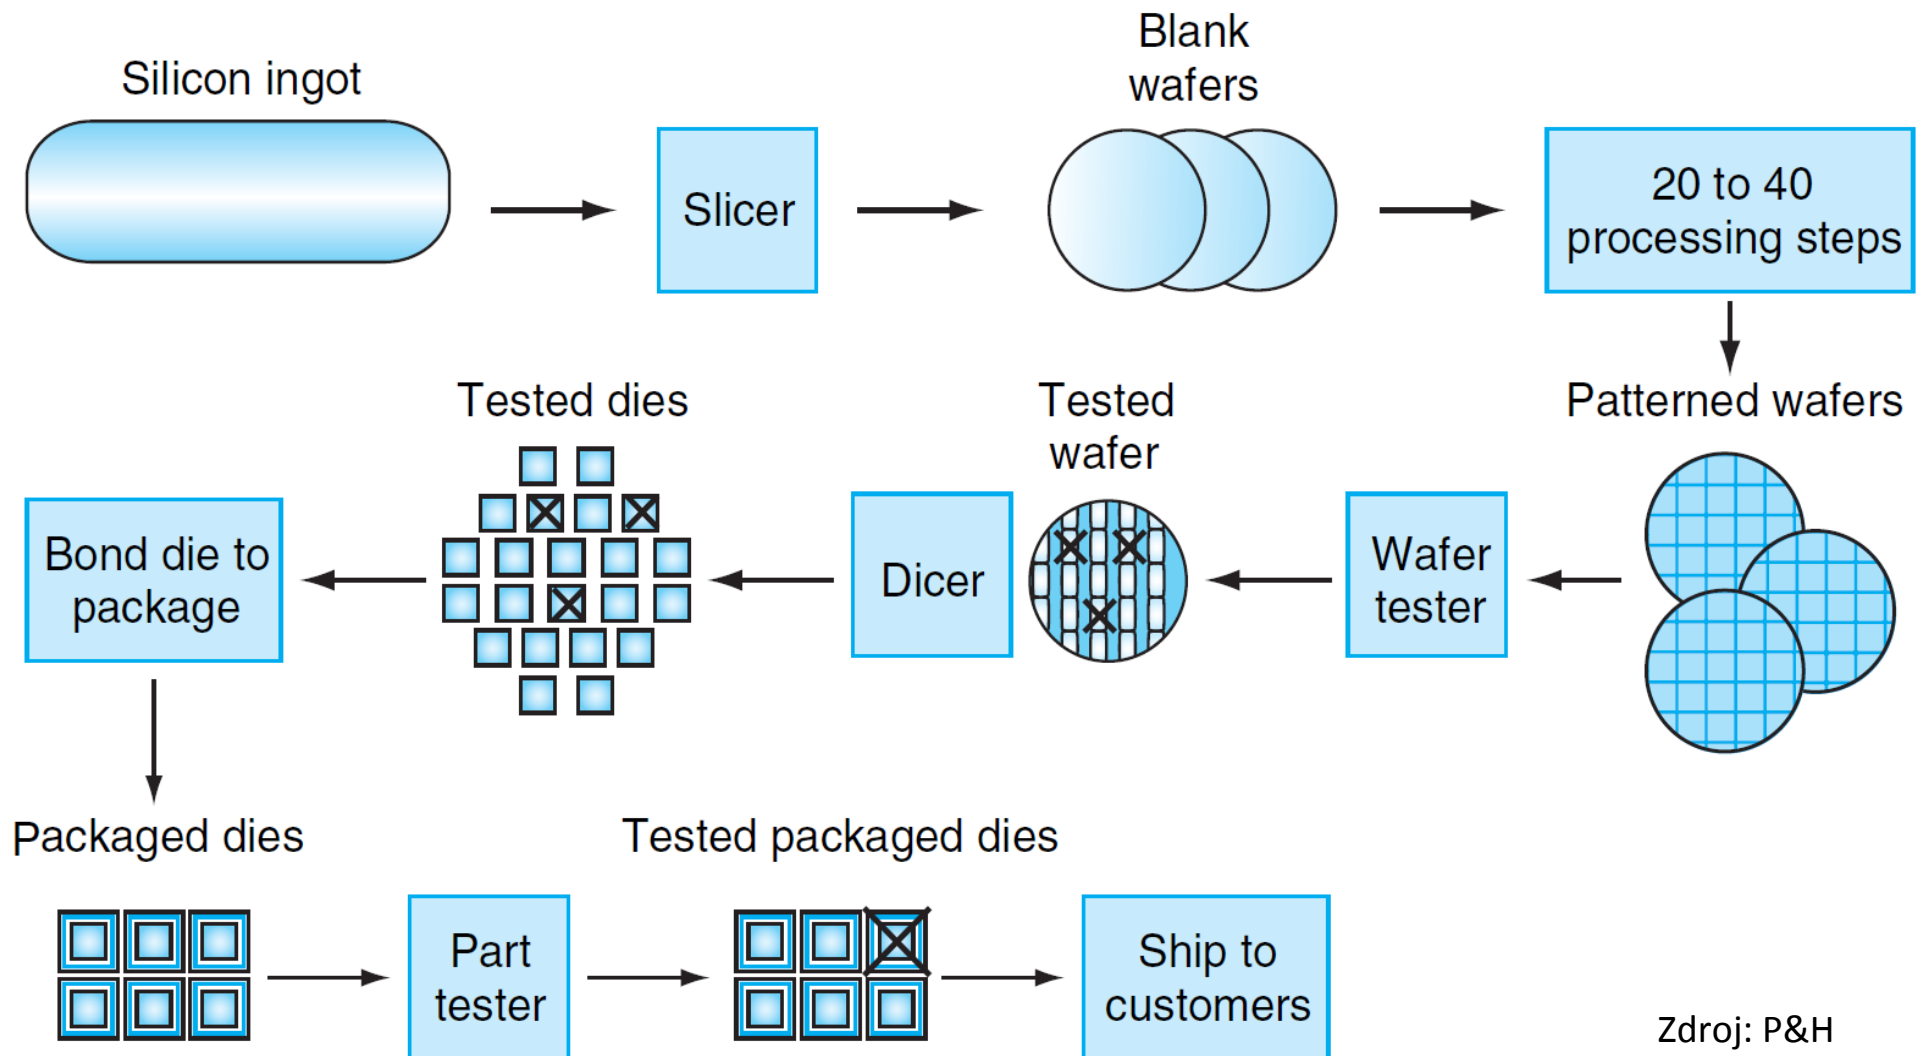 Silicon ingot
Slicer
Blank
wafers
20 to 40
processing steps
Tested dies
Tested
wafer
Patterned wafers
Bond die to
package
Dicer
Wafer
tester
Packaged dies
Tested packaged dies
Part
tester
Ship to
customers
Zdroj: P&H